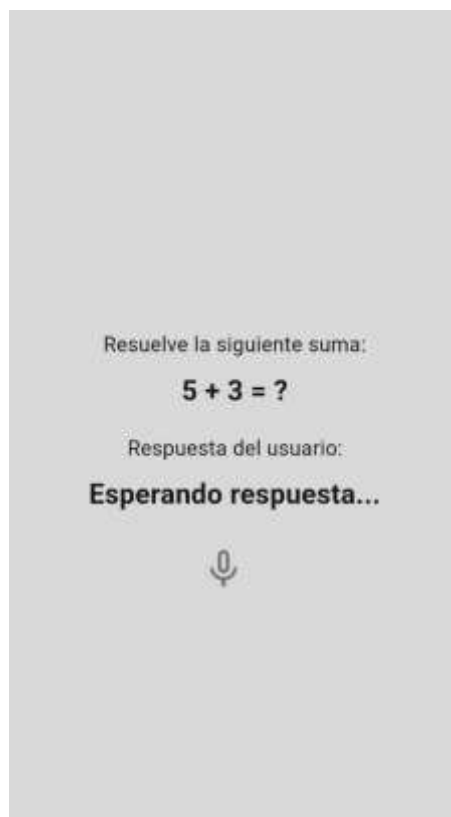 Resuelve la siguiente suma:
5 + 3 = ?
Respuesta del usuario:
Esperando respuesta...